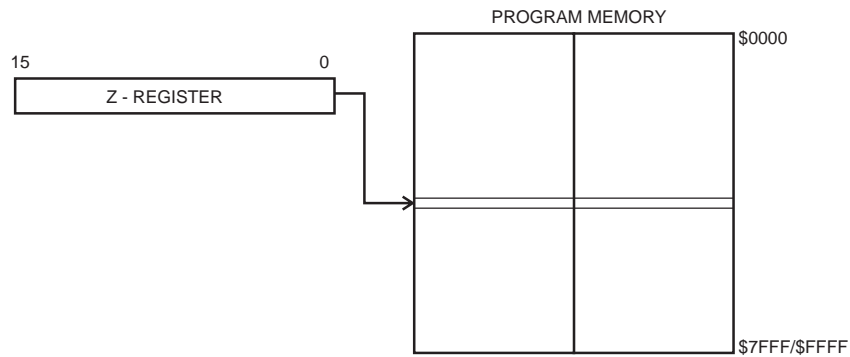 PROGRAM MEMORY
$0000
15 0
Z - REGISTER
$7FFF/$FFFF